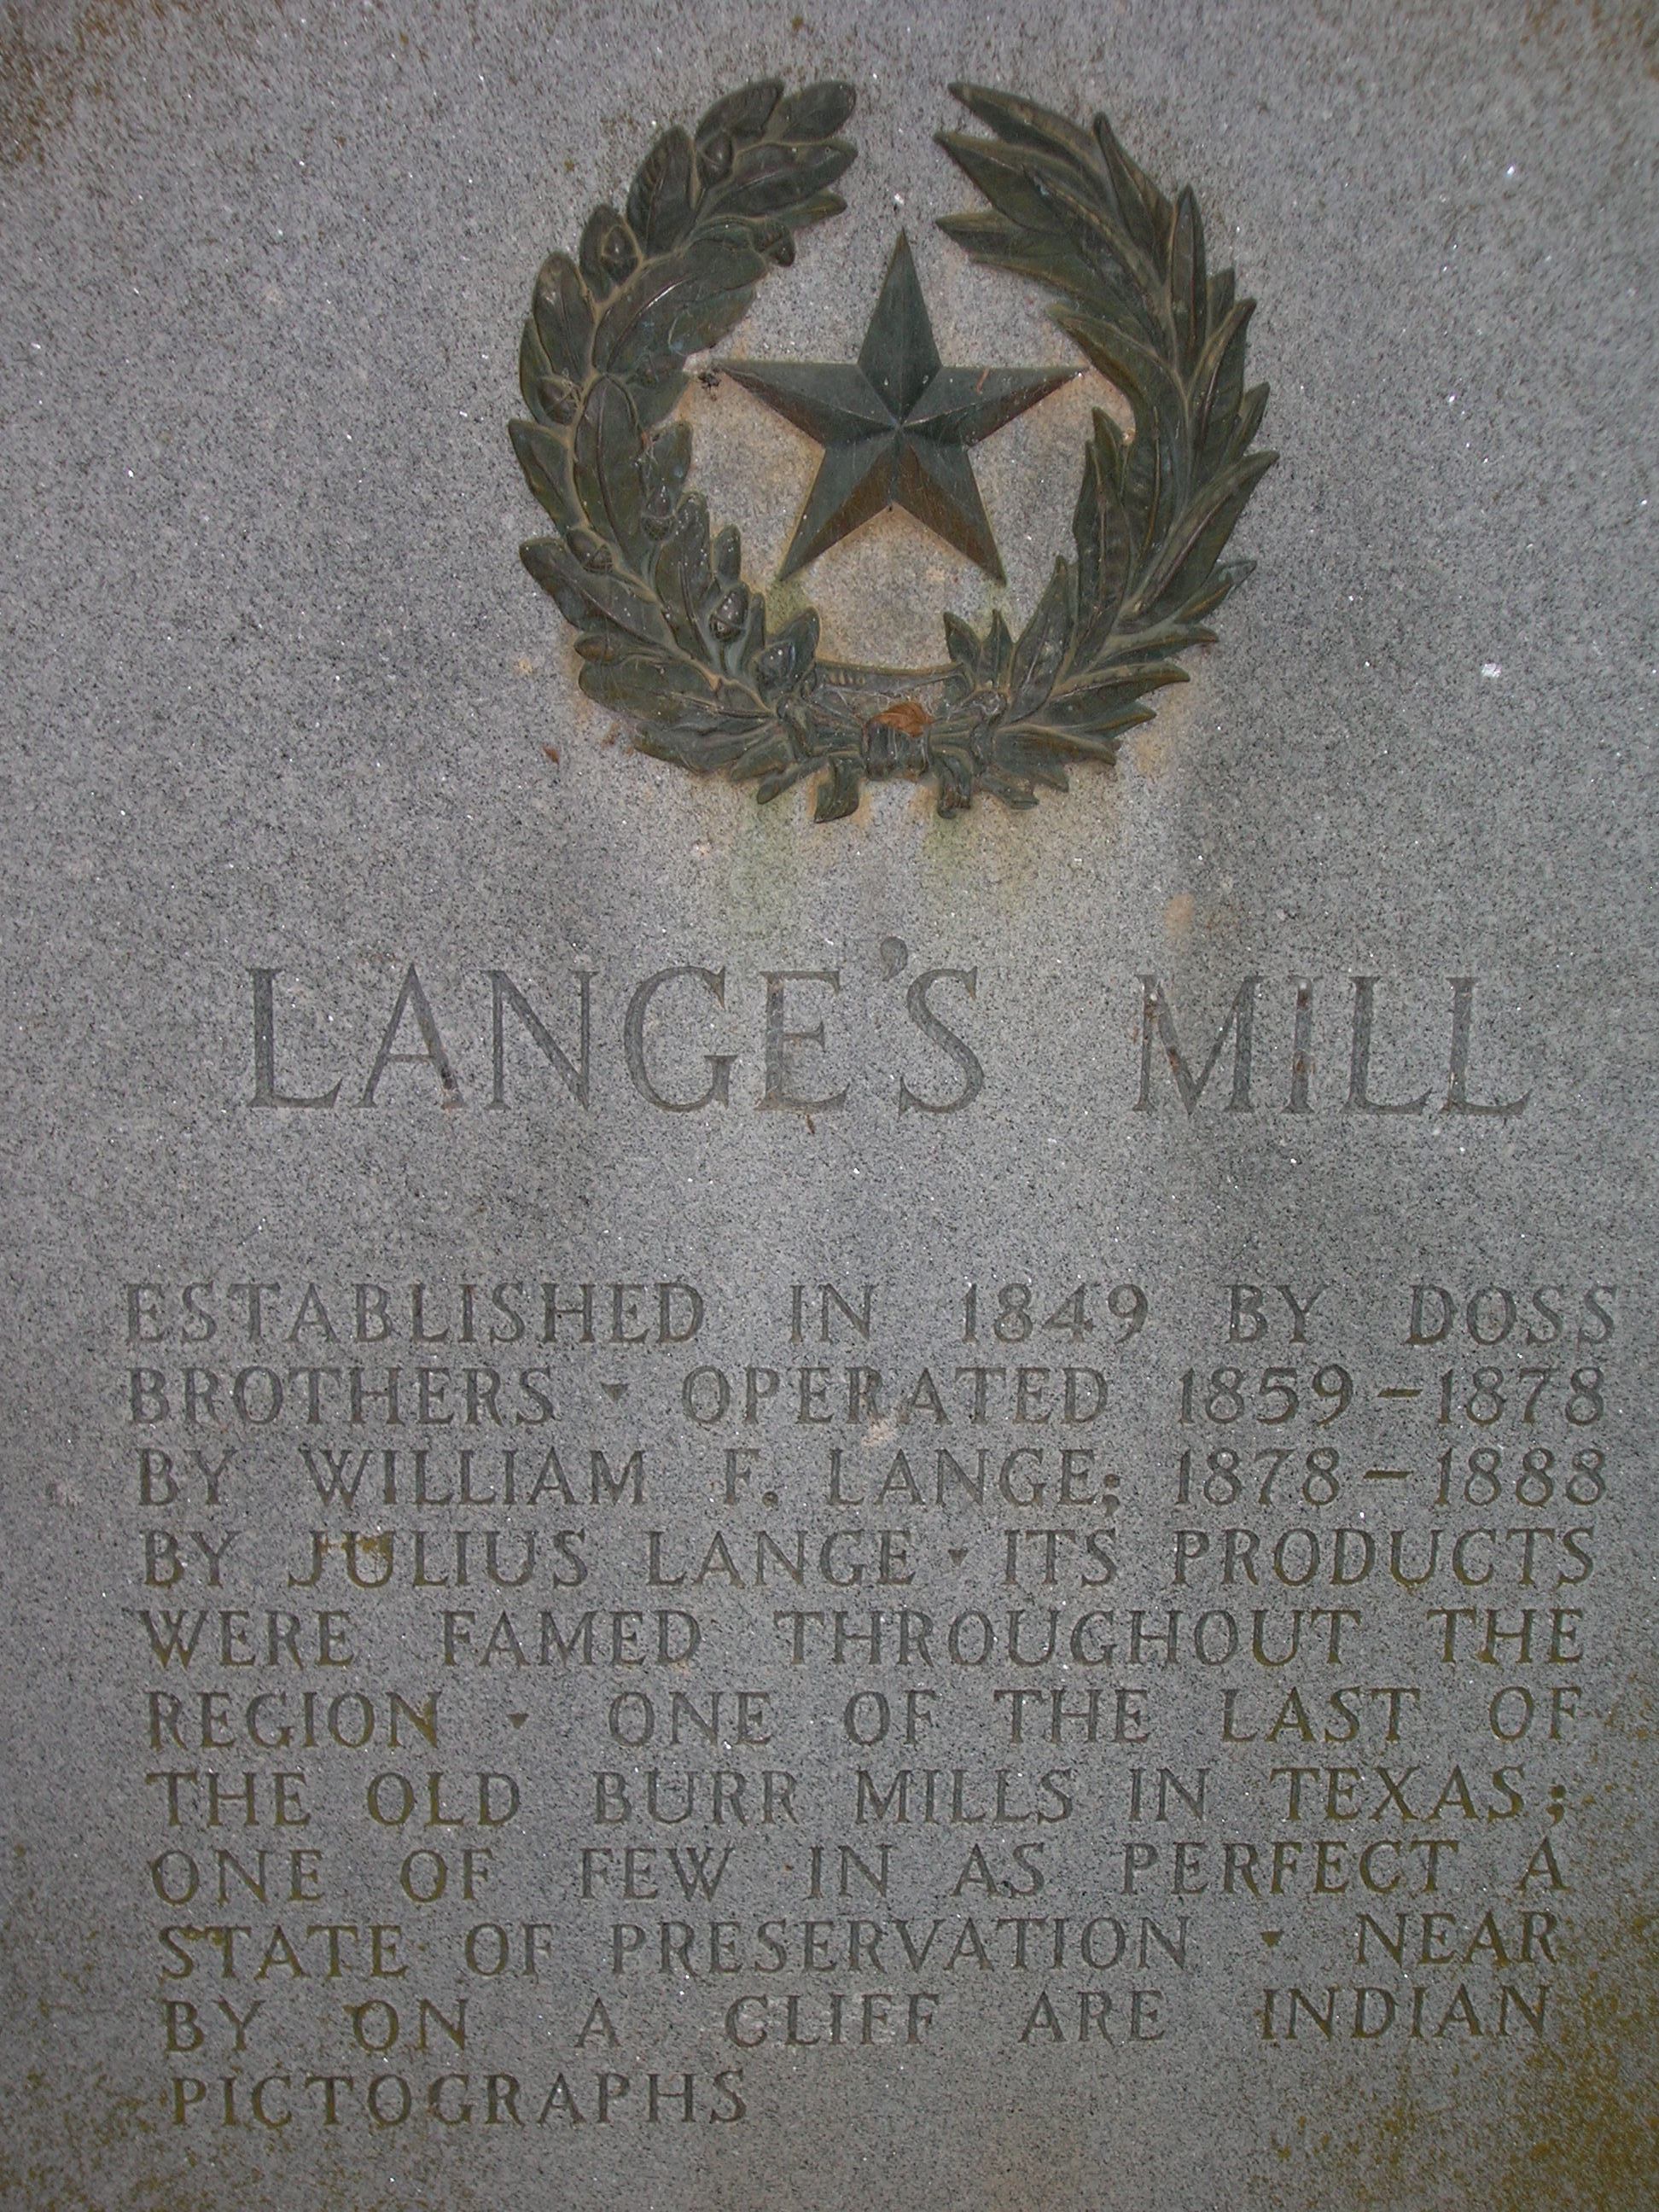 LANGE'S MILL
ESTABLISHED IN 1849 BY DOSS
BROTHERS ▾ OPERATED 1859-1878
BY WILLIAM F. LANGE; 1878-1888
BY JULIUS LANGE ▾ ITS PRODUCTS
WERE FAMED THROUGHOUT THE
REGION ▾ ONE OF THE LAST OF
THE OLD BURR MILLS IN TEXAS;
ONE OF FEW IN AS PERFECT A
STATE OF PRESERVATION ▾ NEAR
BY ON A CLIFF ARE INDIAN
PICTOGRAPHS